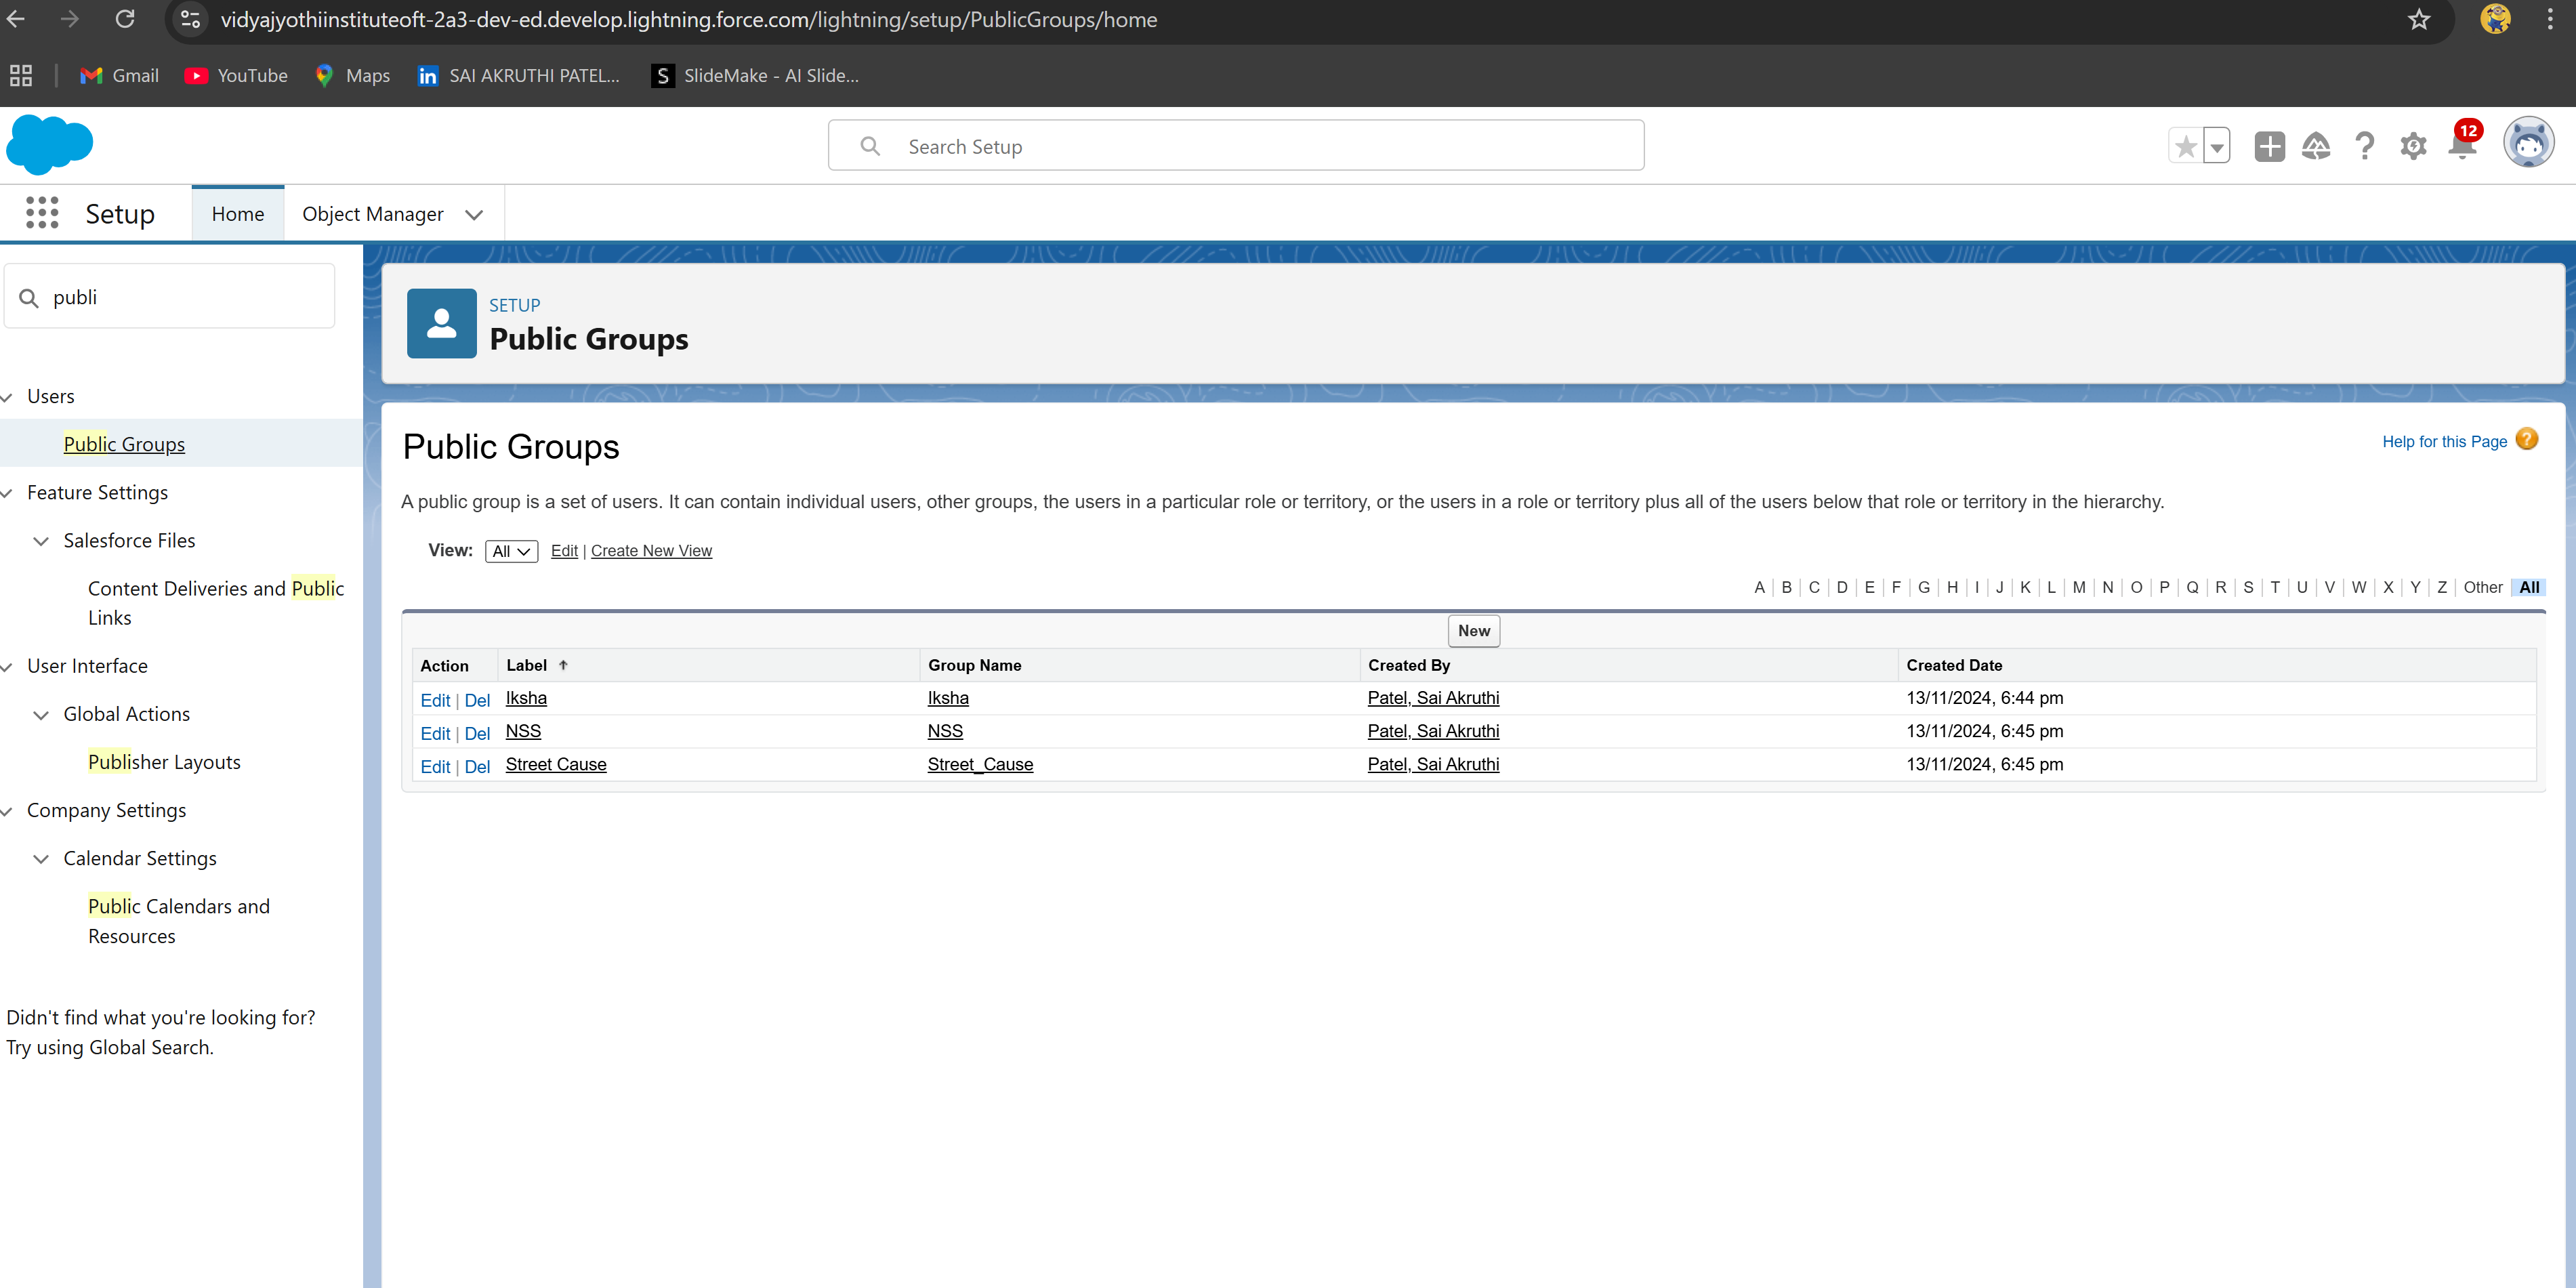 vidyajyothiinstituteoft-2a3-dev-ed.develop.lightning.force.com/lightning/setup/PublicGroups/home
Gmail YouTube Maps SAI AKRUTHI PATEL... SlideMake - AI Slide...
Search Setup
12
Setup Home Object Manager
publi
Users
Public Groups
Feature Settings
Salesforce Files
Content Deliveries and Public
Links
User Interface
Global Actions
Publisher Layouts
Company Settings
Calendar Settings
Public Calendars and
Resources
Didn't find what you're looking for?
Try using Global Search.
SETUP
Public Groups
Public Groups
Help for this Page ?
A public group is a set of users. It can contain individual users, other groups, the users in a particular role or territory, or the users in a role or territory plus all of the users below that role or territory in the hierarchy.
View: All Edit | Create New View
A | B | C | D | E | F | G | H | I | J | K | L | M | N | O | P | Q | R | S | T | U | V | W | X | Y | Z | Other | All
New
Action Label Group Name Created By Created Date
Edit | Del Iksha Iksha Patel, Sai Akruthi 13/11/2024, 6:44 pm
Edit | Del NSS NSS Patel, Sai Akruthi 13/11/2024, 6:45 pm
Edit | Del Street Cause Street_Cause Patel, Sai Akruthi 13/11/2024, 6:45 pm